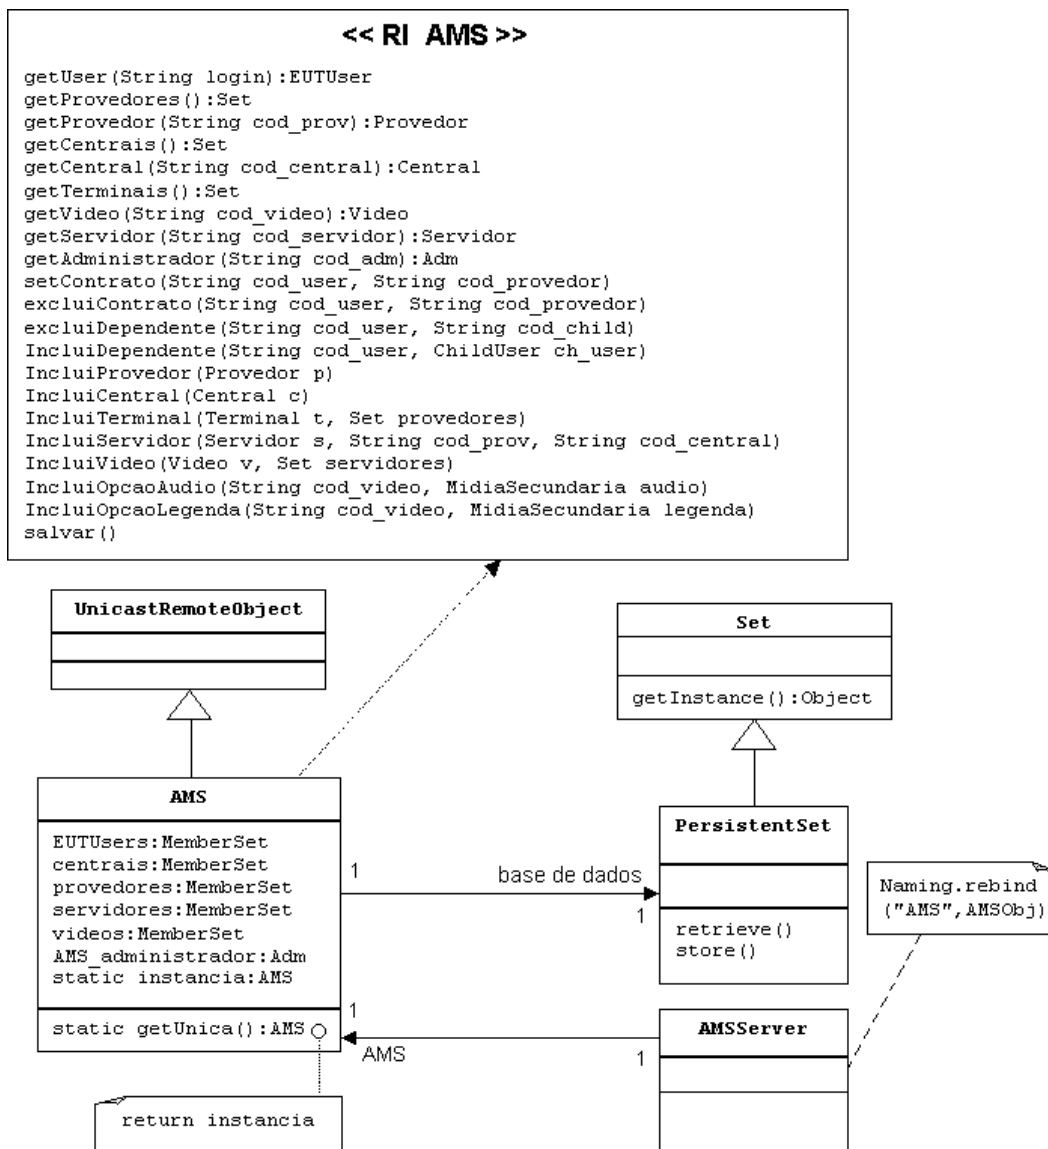 << RI AMS >>
getUser(String login):EUTUser
getProvedores():Set
getProvedor(String cod_prov):Provedor
getCentrais():Set
getCentral(String cod_central):Central
getTerminais():Set
getVideo(String cod_video):Video
getServidor(String cod_servidor):Servidor
getAdministrador(String cod_adm):Adm
setContrato(String cod_user, String cod_provedor)
excluiContrato(String cod_user, String cod_provedor)
excluiDependente(String cod_user, String cod_child)
IncluiDependente(String cod_user, ChildUser ch_user)
IncluiProvedor(Provedor p)
IncluiCentral(Central c)
IncluiTerminal(Terminal t, Set provedores)
IncluiServidor(Servidor s, String cod_prov, String cod_central)
IncluiVideo(Video v, Set servidores)
IncluiOpcaoAudio(String cod_video, MidiaSecundaria audio)
IncluiOpcaoLegenda(String cod_video, MidiaSecundaria legenda)
salvar()
UnicastRemoteObject
Set
getInstance():Object
AMS
EUTUsers:MemberSet
centrais:MemberSet
provedores:MemberSet
servidores:MemberSet
videos:MemberSet
AMS_administrador:Adm
static instancia:AMS
static getUnica():AMS
1
base de dados
1
PersistentSet
retrieve()
store()
Naming.rebind
("AMS",AMSObj)
1
AMS
1
AMSServer
return instancia